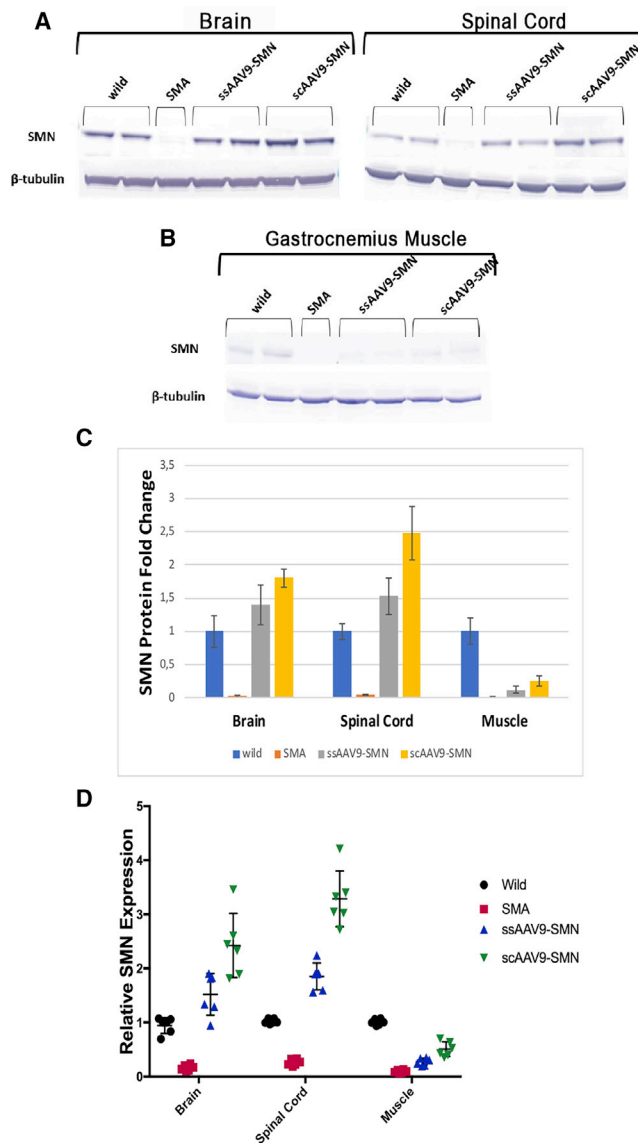 A
Brain
Spinal Cord
wild
SMA
ssAAV9-SMN
scAAV9-SMN
wild
SMA
ssAAV9-SMN
scAAV9-SMN
SMN
β-tubulin
B
Gastrocnemius Muscle
wild
SMA
ssAAV9-SMN
scAAV9-SMN
SMN
β-tubulin
C
SMN Protein Fold Change
3,5
3
2,5
2
1,5
1
0,5
0
Brain
Spinal Cord
Muscle
wild
SMA
ssAAV9-SMN
scAAV9-SMN
D
Relative SMN Expression
5
4
3
2
1
0
Brain
Spinal Cord
Muscle
Wild
SMA
ssAAV9-SMN
scAAV9-SMN